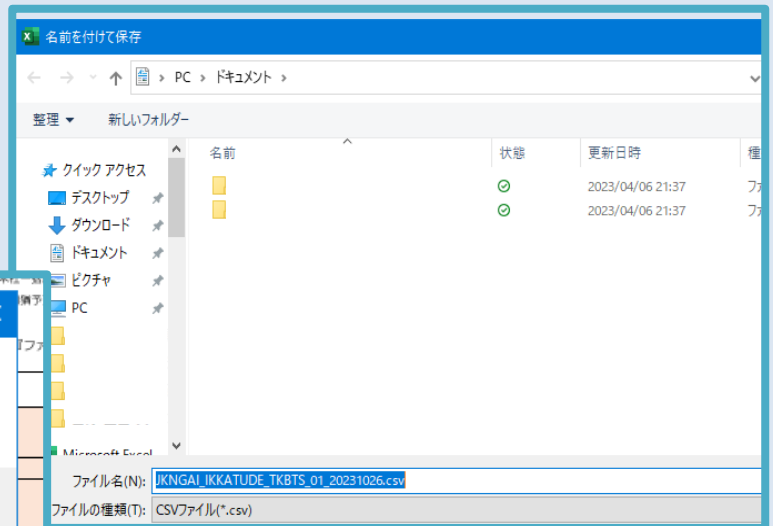 名前を付けて保存
PC › ドキュメント ›
整理 新しいフォルダー
名前 状態 更新日時 種
クイック アクセス
デスクトップ
ダウンロード
ドキュメント
ピクチャ
PC
2023/04/06 21:37 ファ
2023/04/06 21:37 ファ
Microsoft Excel
ファイル名(N): JKNGAI_IKKATUDE_TKBTS_01_20231026.csv
ファイルの種類(T): CSVファイル(*.csv)